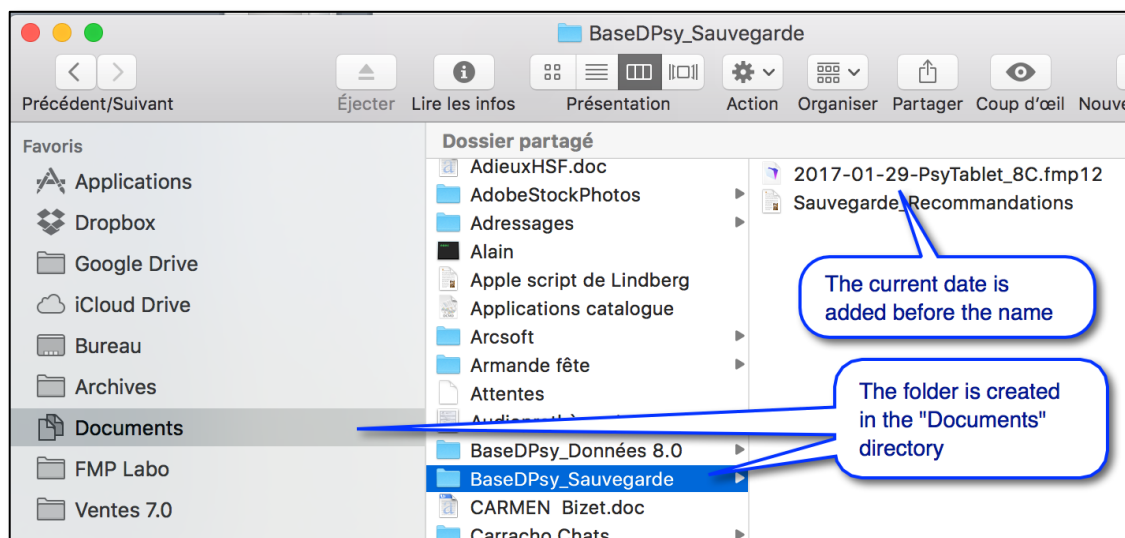 BaseDPsy_Sauvegarde
Précédent/Suivant
Éjecter
Lire les infos
Présentation
Action
Organiser
Partager
Coup d'œil
Favoris
Applications
Dropbox
Google Drive
iCloud Drive
Bureau
Archives
Documents
FMP Labo
Ventes 7.0
Dossier partagé
AdieuxHSF.doc
AdobeStockPhotos
Adressages
Alain
Apple script de Lindberg
Applications catalogue
Arcsoft
Armande fête
Attentes
BaseDPsy_Données 8.0
BaseDPsy_Sauvegarde
CARMEN Bizet.doc
Carracho Chats
2017-01-29-PsyTablet_8C.fmp12
Sauvegarde_Recommandations
The current date is
added before the name
The folder is created
in the "Documents"
directory